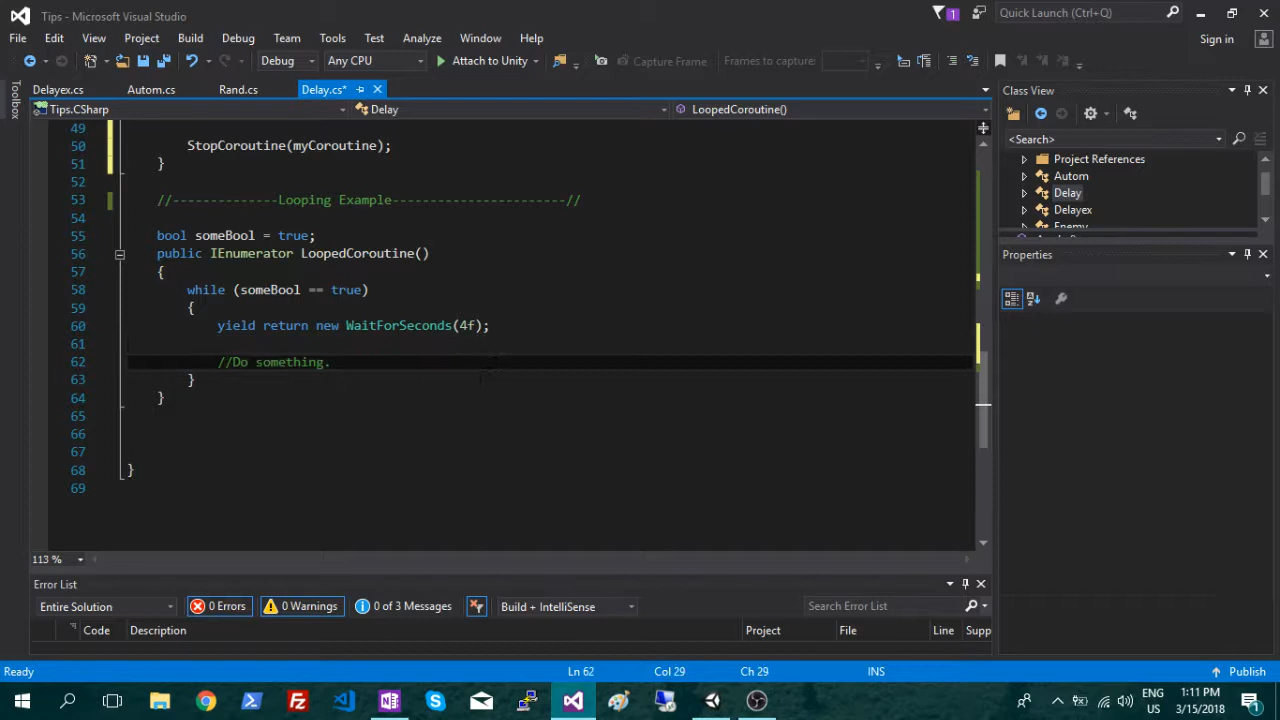 Tips - Microsoft Visual Studio
1
Quick Launch (Ctrl+Q)
File Edit View Project Build Debug Team Tools Test Analyze Window Help
Sign in
Debug Any CPU Attach to Unity Capture Frame Frames to capture:
Toolbox
Delayex.cs Autom.cs Rand.cs Delay.cs*
Tips.CSharp Delay LoopedCoroutine()
49
50 StopCoroutine(myCoroutine);
51 }
52
53 //--------------Looping Example-----------------------//
54
55 bool someBool = true;
56 public IEnumerator LoopedCoroutine()
57 {
58 while (someBool == true)
59 {
60 yield return new WaitForSeconds(4f);
61
62 //Do something.
63 }
64 }
65
66
67
68 }
69
113 %
Class View
<Search>
Project References
Autom
Delay
Delayex
Enemy
Properties
Error List
Entire Solution 0 Errors 0 Warnings 0 of 3 Messages Build + IntelliSense Search Error List
Code Description Project File Line Supp
Ready Ln 62 Col 29 Ch 29 INS Publish
ENG
US
1:11 PM
3/15/2018
1